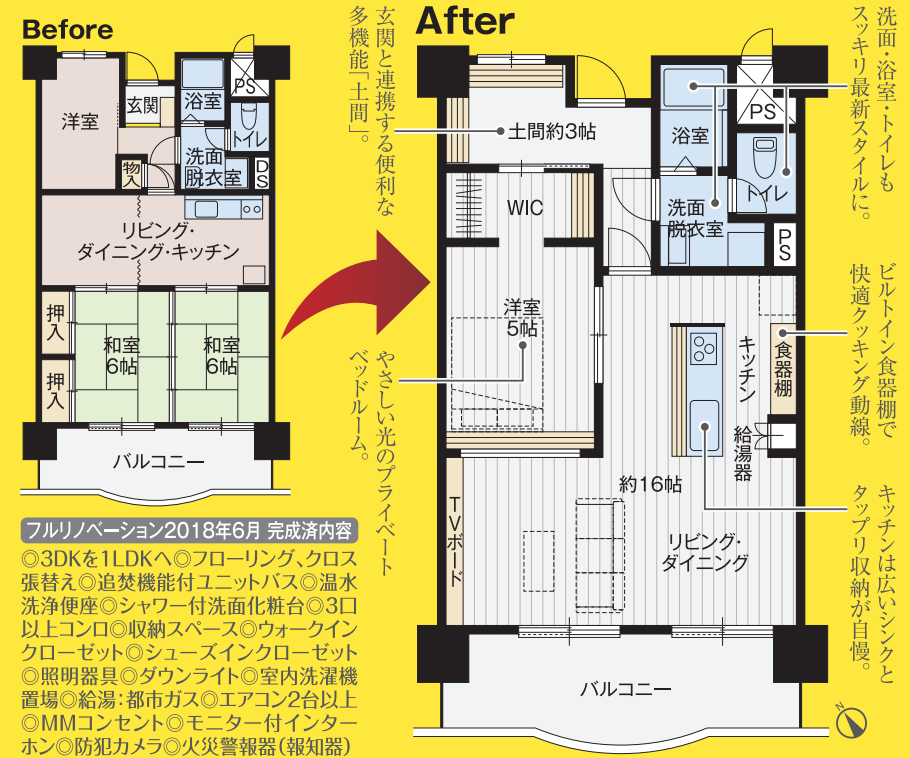 Before
洋室
玄関
浴室
PS
トイレ
洗面
脱衣室
物入
DS
リビング・
ダイニング・キッチン
押入
和室
6帖
和室
6帖
押入
バルコニー
フルリノベーション2018年6月 完成済内容
◎3DKを1LDKへ◎フローリング、クロス
張替え◎追焚機能付ユニットバス◎温水
洗浄便座◎シャワー付洗面化粧台◎3口
以上コンロ◎収納スペース◎ウォークイン
クローゼット◎シューズインクローゼット
◎照明器具◎ダウンライト◎室内洗濯機
置場◎給湯:都市ガス◎エアコン2台以上
◎MMコンセント◎モニター付インター
ホン◎防犯カメラ◎火災警報器(報知器)
After
玄関と連携する便利な
多機能「土間」。
やさしい光のプライベート
ベッドルーム。
土間約3帖
浴室
PS
トイレ
WIC
洗面
脱衣室
PS
洋室
5帖
キッチン
食器棚
給湯器
約16帖
TVボード
リビング・
ダイニング
バルコニー
N
洗面・浴室・トイレも
スッキリ最新スタイルに。
ビルトイン食器棚で
快適クッキング動線。
キッチンは広いシンクと
タップリ収納が自慢。